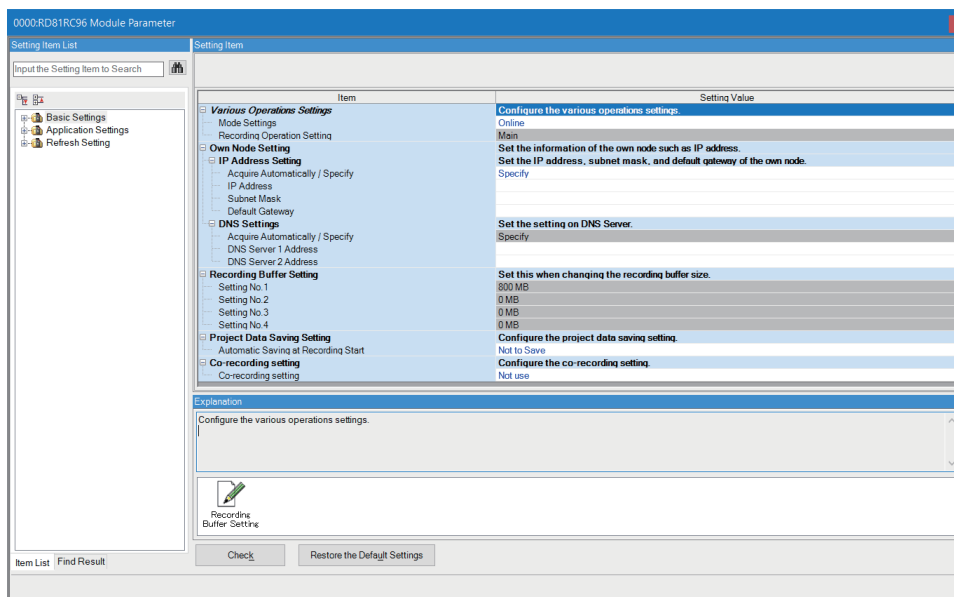 0000:RD81RC96 Module Parameter
Setting Item List
Input the Setting Item to Search
Basic Settings
Application Settings
Refresh Setting
Item List
Find Result
Setting Item
Item Setting Value
Various Operations Settings Configure the various operations settings.
Mode Settings Online
Recording Operation Setting Main
Own Node Setting Set the information of the own node such as IP address.
IP Address Setting Set the IP address, subnet mask, and default gateway of the own node.
Acquire Automatically / Specify Specify
IP Address
Subnet Mask
Default Gateway
DNS Settings Set the setting on DNS Server.
Acquire Automatically / Specify Specify
DNS Server 1 Address
DNS Server 2 Address
Recording Buffer Setting Set this when changing the recording buffer size.
Setting No.1 800 MB
Setting No.2 0 MB
Setting No.3 0 MB
Setting No.4 0 MB
Project Data Saving Setting Configure the project data saving setting.
Automatic Saving at Recording Start Not to Save
Co-recording setting Configure the co-recording setting.
Co-recording setting Not use
Explanation
Configure the various operations settings.
Recording
Buffer Setting
Check
Restore the Default Settings